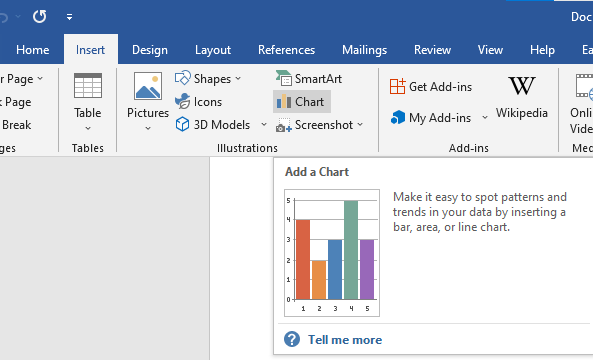 Doc
Home Insert Design Layout References Mailings Review View Help Ea
r Page
k Page
Break
ges
Table
Tables
Pictures
Shapes
Icons
3D Models
SmartArt
Chart
Screenshot
Illustrations
Get Add-ins
My Add-ins
W
Wikipedia
Add-ins
Onlin
Vide
Med
Add a Chart
5
4
3
2
1
0
1 2 3 4 5
Make it easy to spot patterns and
trends in your data by inserting a
bar, area, or line chart.
? Tell me more